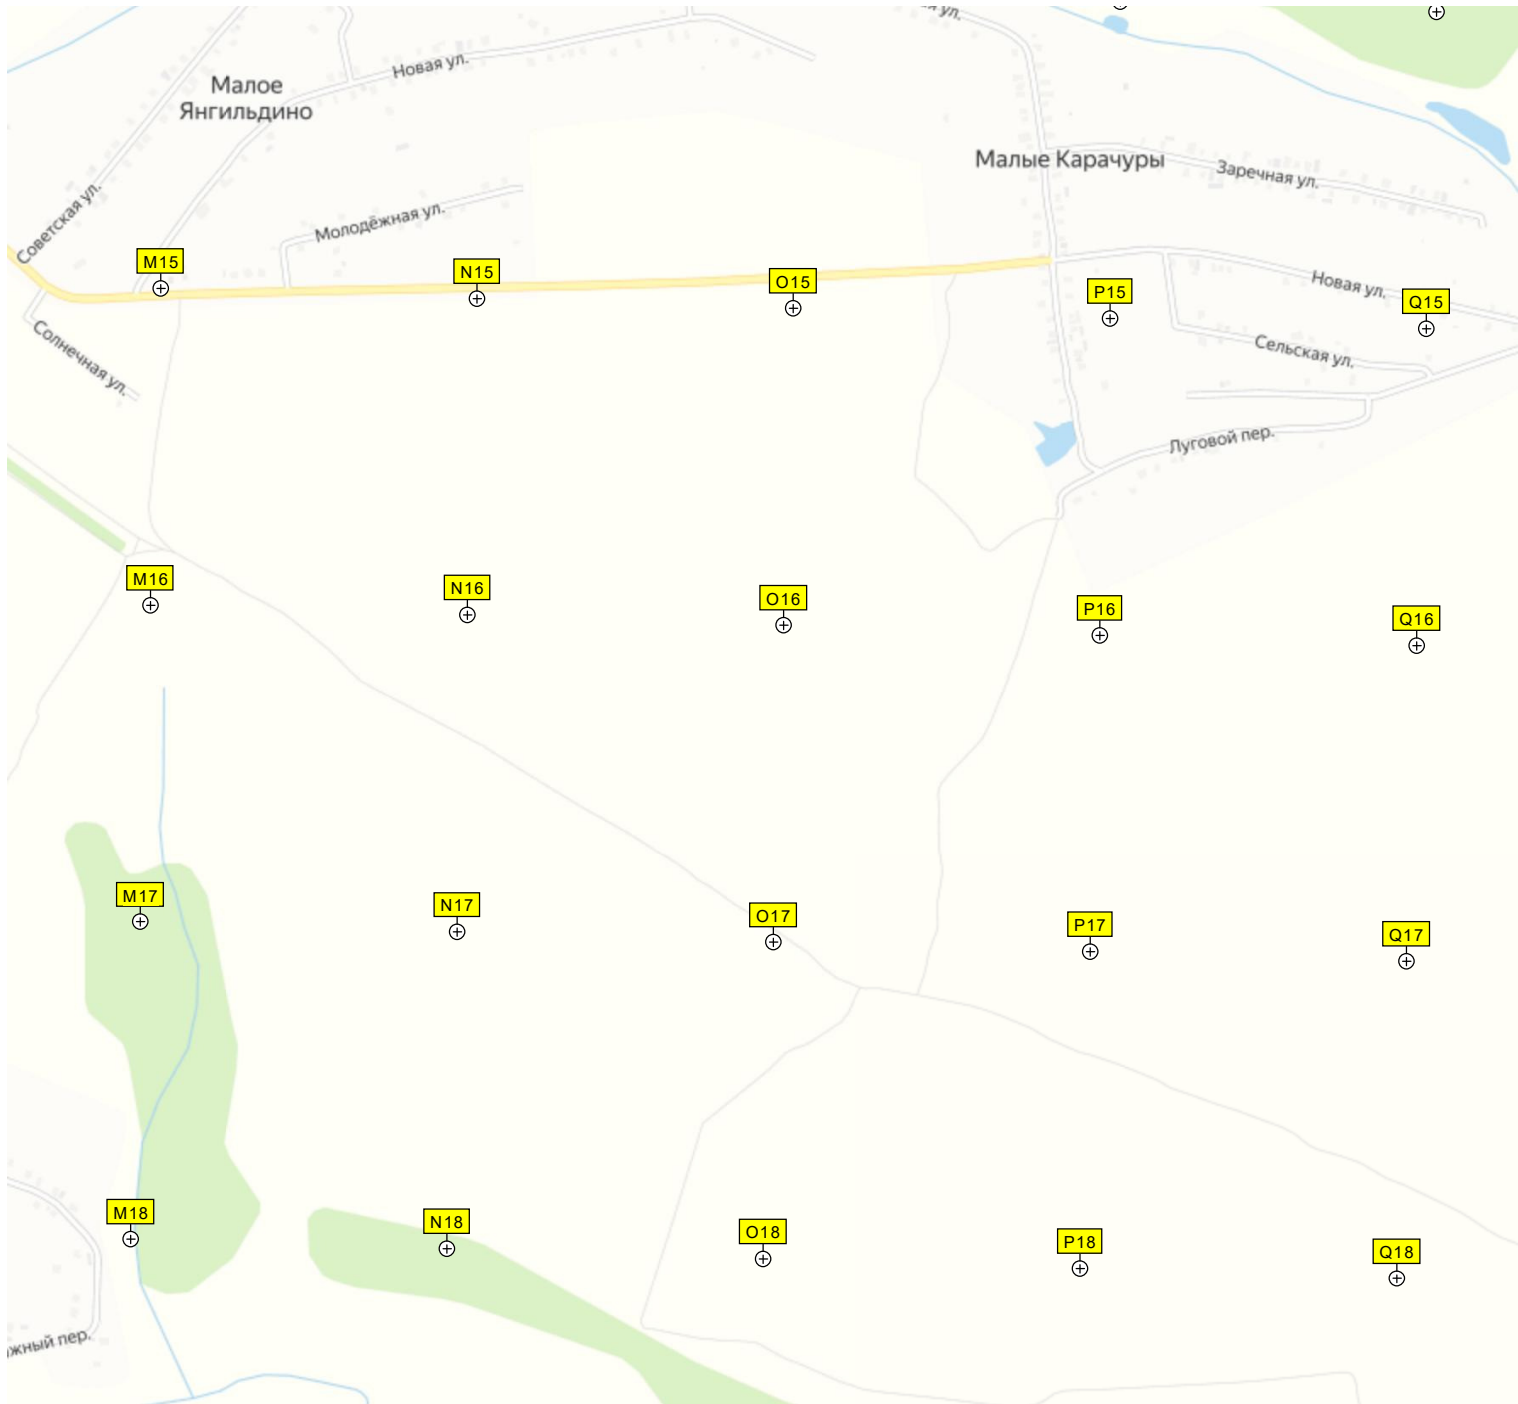 Новая ул.
Малое
Янгильдино
Малые Карачуры
Заречная ул.
Советская ул.
Молодёжная ул.
M15
N15
O15
P15
Q15
Новая ул.
Солнечная ул.
Сельская ул.
Луговой пер.
M16
N16
O16
P16
Q16
M17
N17
O17
P17
Q17
M18
N18
O18
P18
Q18
жный пер.